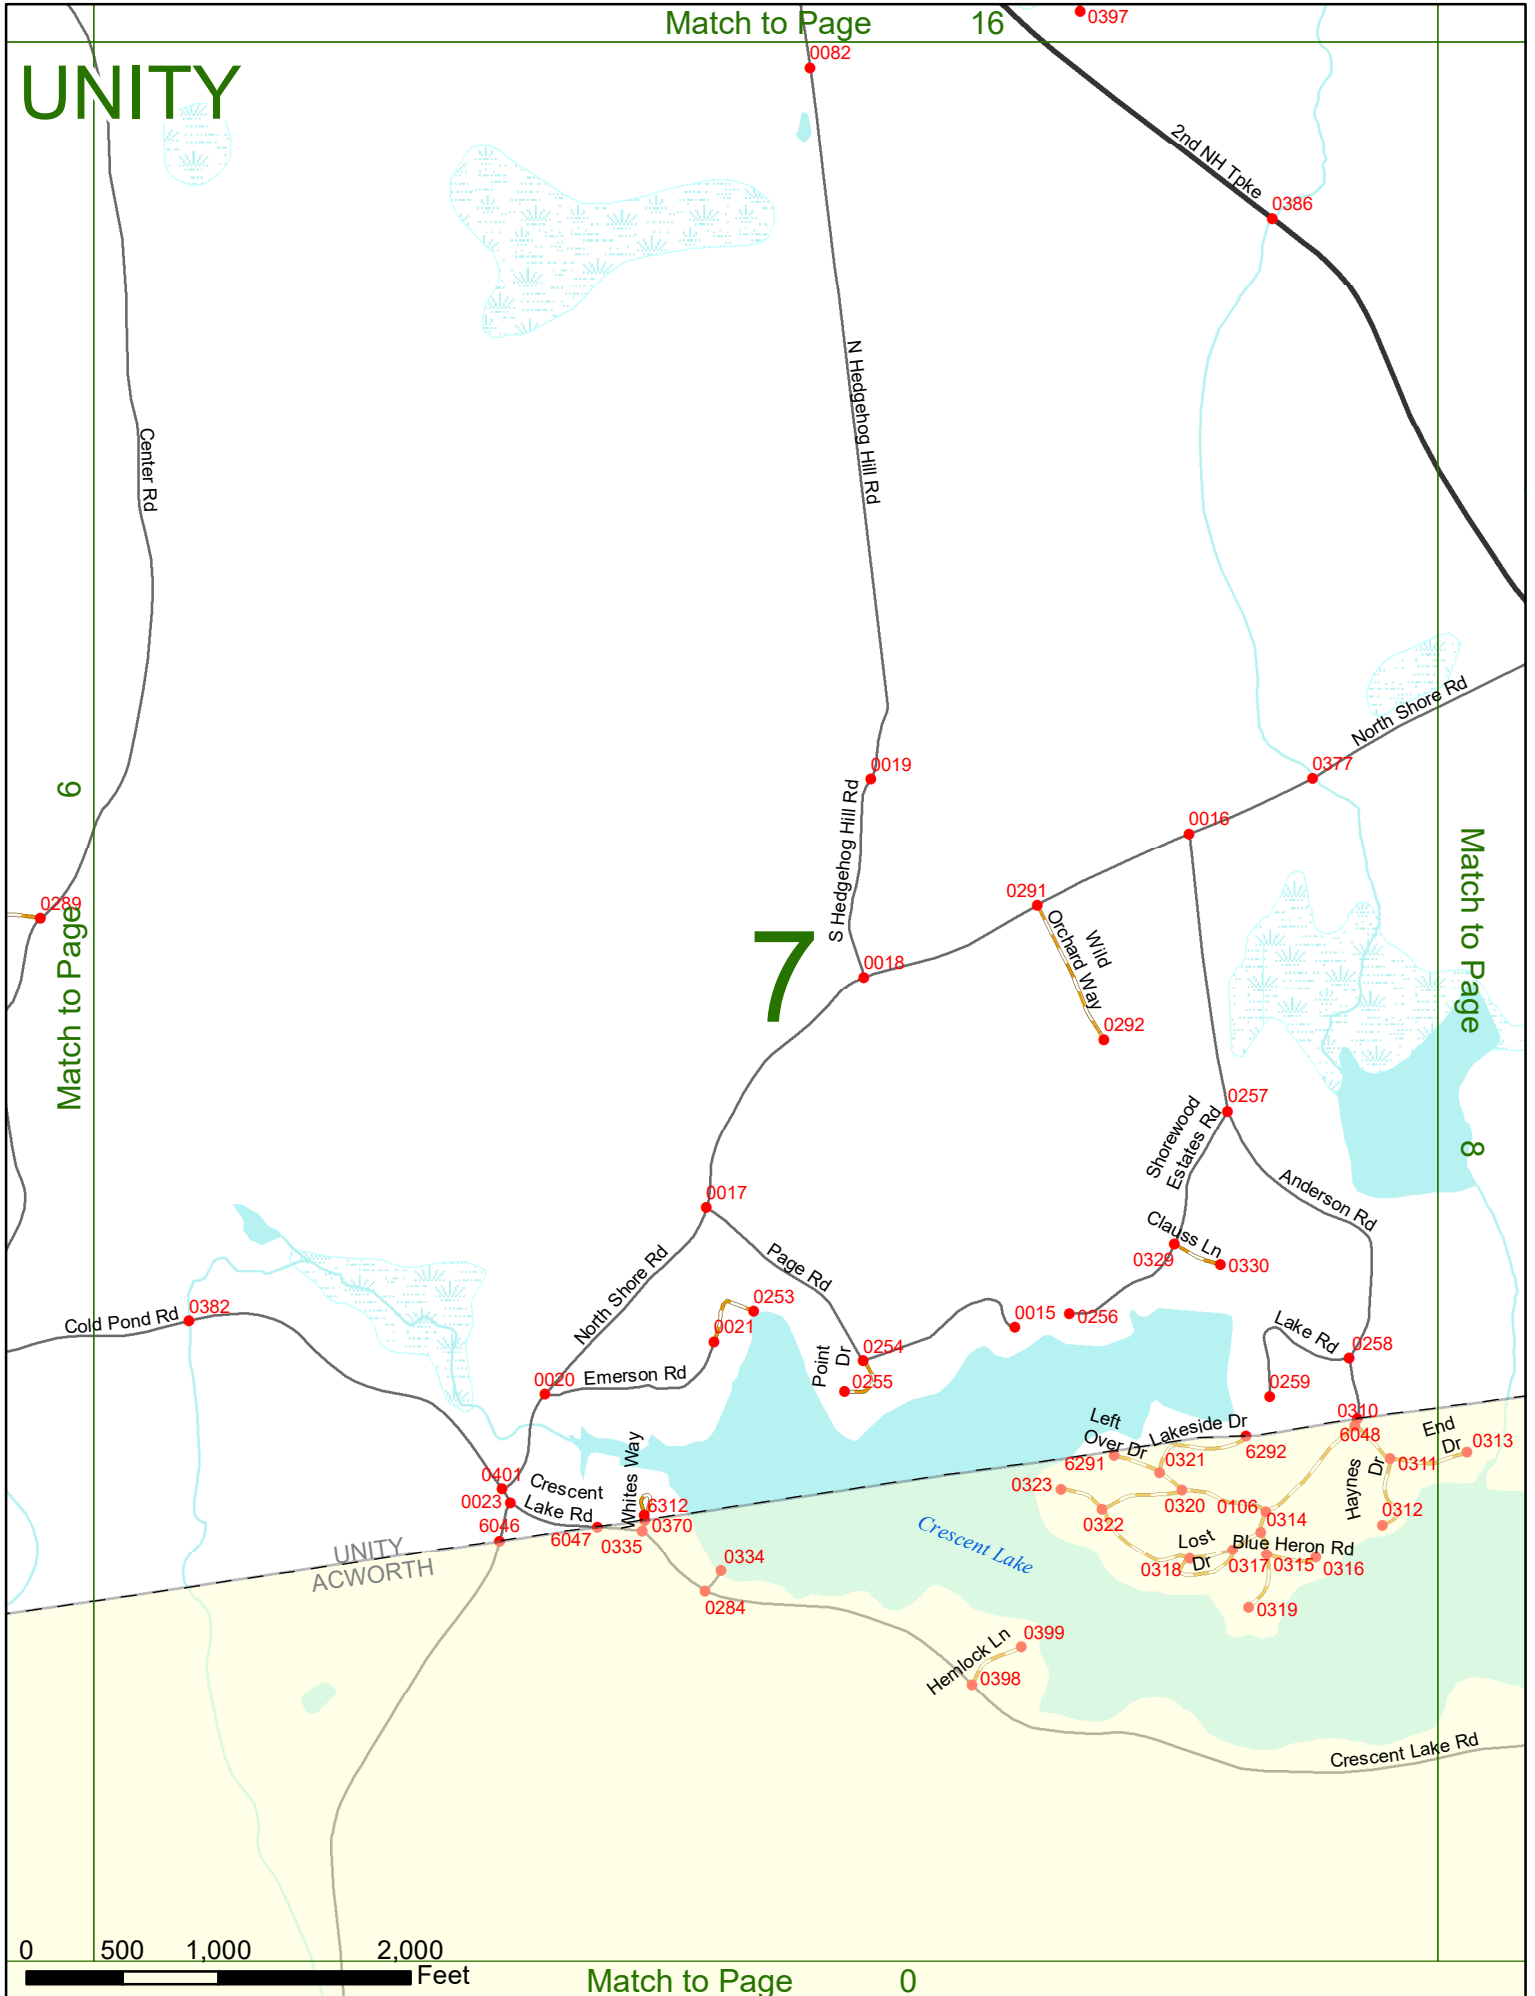 Match to Page 16
0397
0082
UNITY
2nd NH Tpke
0386
N Hedgehog Hill Rd
Center Rd
North Shore Rd
0377
0019
6
Match to Page
S Hedgehog Hill Rd
0016
Match to Page
8
0289
0291
7
Wild
Orchard Way
0018
0292
0257
Shorewood
Estates Rd
Anderson Rd
0017
Clauss Ln
0329
0330
Page Rd
North Shore Rd
0253
0382
Cold Pond Rd
0015
0256
0021
Lake Rd
0258
Point
Dr
0254
Emerson Rd
0020
0255
0259
0310
6048
Left
Over Dr
Lakeside Dr
End
Dr
0313
6292
6291
0321
0311
Whites Way
0401
Crescent
Lake Rd
0023
0323
Haynes
Dr
6312
0370
0322
0320
0106
0314
0312
6046
6047
0335
Crescent Lake
Lost
Dr
Blue Heron Rd
UNITY
ACWORTH
0334
0318
0317
0315
0316
0284
0319
Hemlock Ln
0399
0398
Crescent Lake Rd
0 500 1,000 2,000
Feet
Match to Page 0